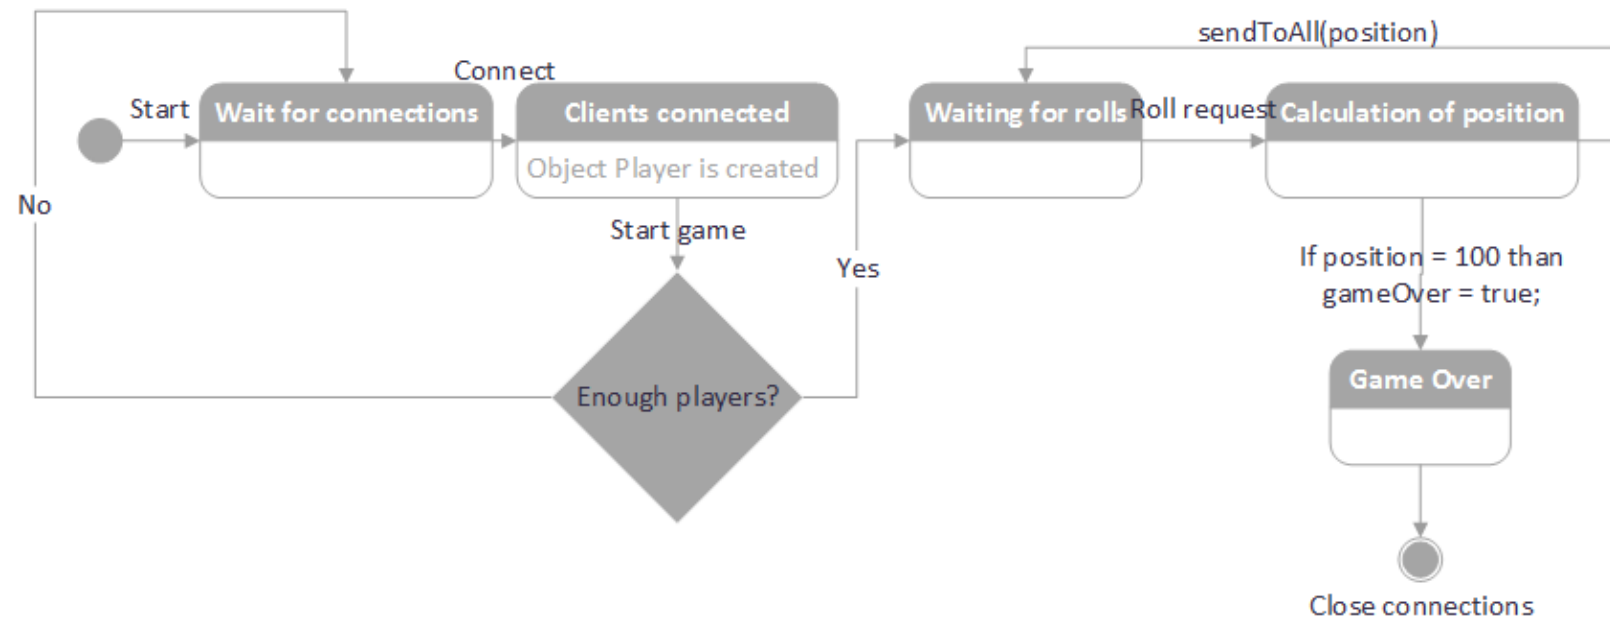 sendToAll(position)
Connect
Start
Wait for connections
Clients connected
Object Player is created
Waiting for rolls
Roll request
Calculation of position
No
Start game
Yes
If position = 100 than
gameOver = true;
Enough players?
Game Over
Close connections